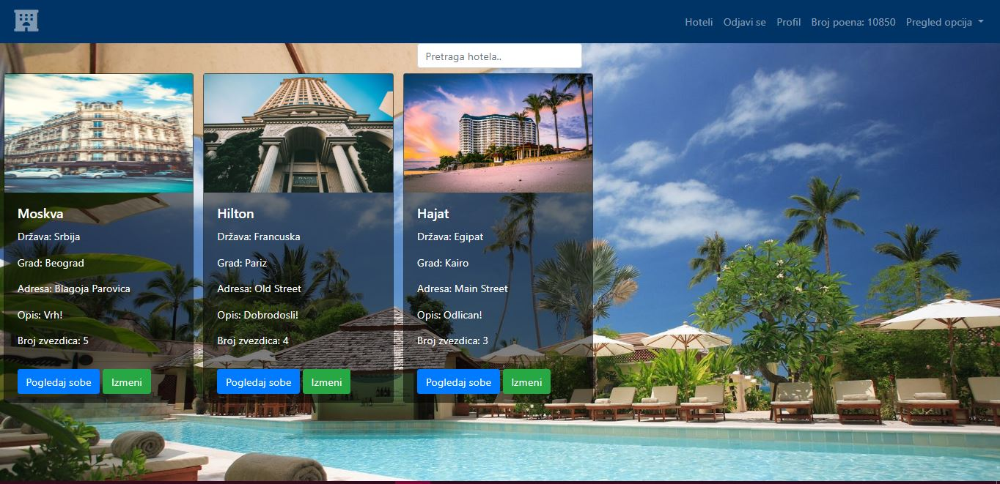 Hoteli Odjavi se Profil Broj poena: 10850 Pregled opcija
Pretraga hotela..
Moskva
Država: Srbija
Grad: Beograd
Adresa: Blagoja Parovica
Opis: Vrh!
Broj zvezdica: 5
Pogledaj sobe Izmeni
Hilton
Država: Francuska
Grad: Pariz
Adresa: Old Street
Opis: Dobrodosli!
Broj zvezdica: 4
Pogledaj sobe Izmeni
Hajat
Država: Egipat
Grad: Kairo
Adresa: Main Street
Opis: Odlican!
Broj zvezdica: 3
Pogledaj sobe Izmeni